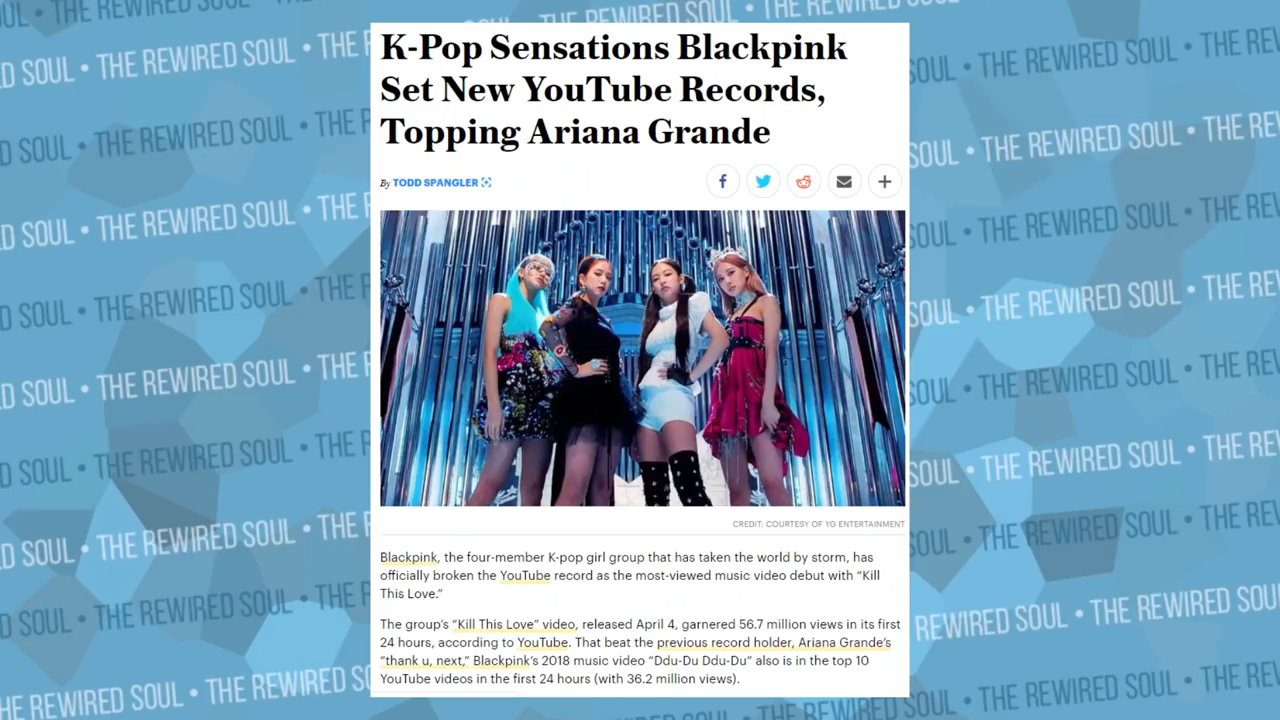 K-Pop Sensations Blackpink
Set New YouTube Records,
Topping Ariana Grande
By TODD SPANGLER
CREDIT: COURTESY OF YG ENTERTAINMENT
Blackpink, the four-member K-pop girl group that has taken the world by storm, has
officially broken the YouTube record as the most-viewed music video debut with “Kill
This Love.”
The group’s “Kill This Love” video, released April 4, garnered 56.7 million views in its first
24 hours, according to YouTube. That beat the previous record holder, Ariana Grande’s
“thank u, next,” Blackpink’s 2018 music video “Ddu-Du Ddu-Du” also is in the top 10
YouTube videos in the first 24 hours (with 36.2 million views).
THE REWIRED SOUL • THE REWIRED SOUL